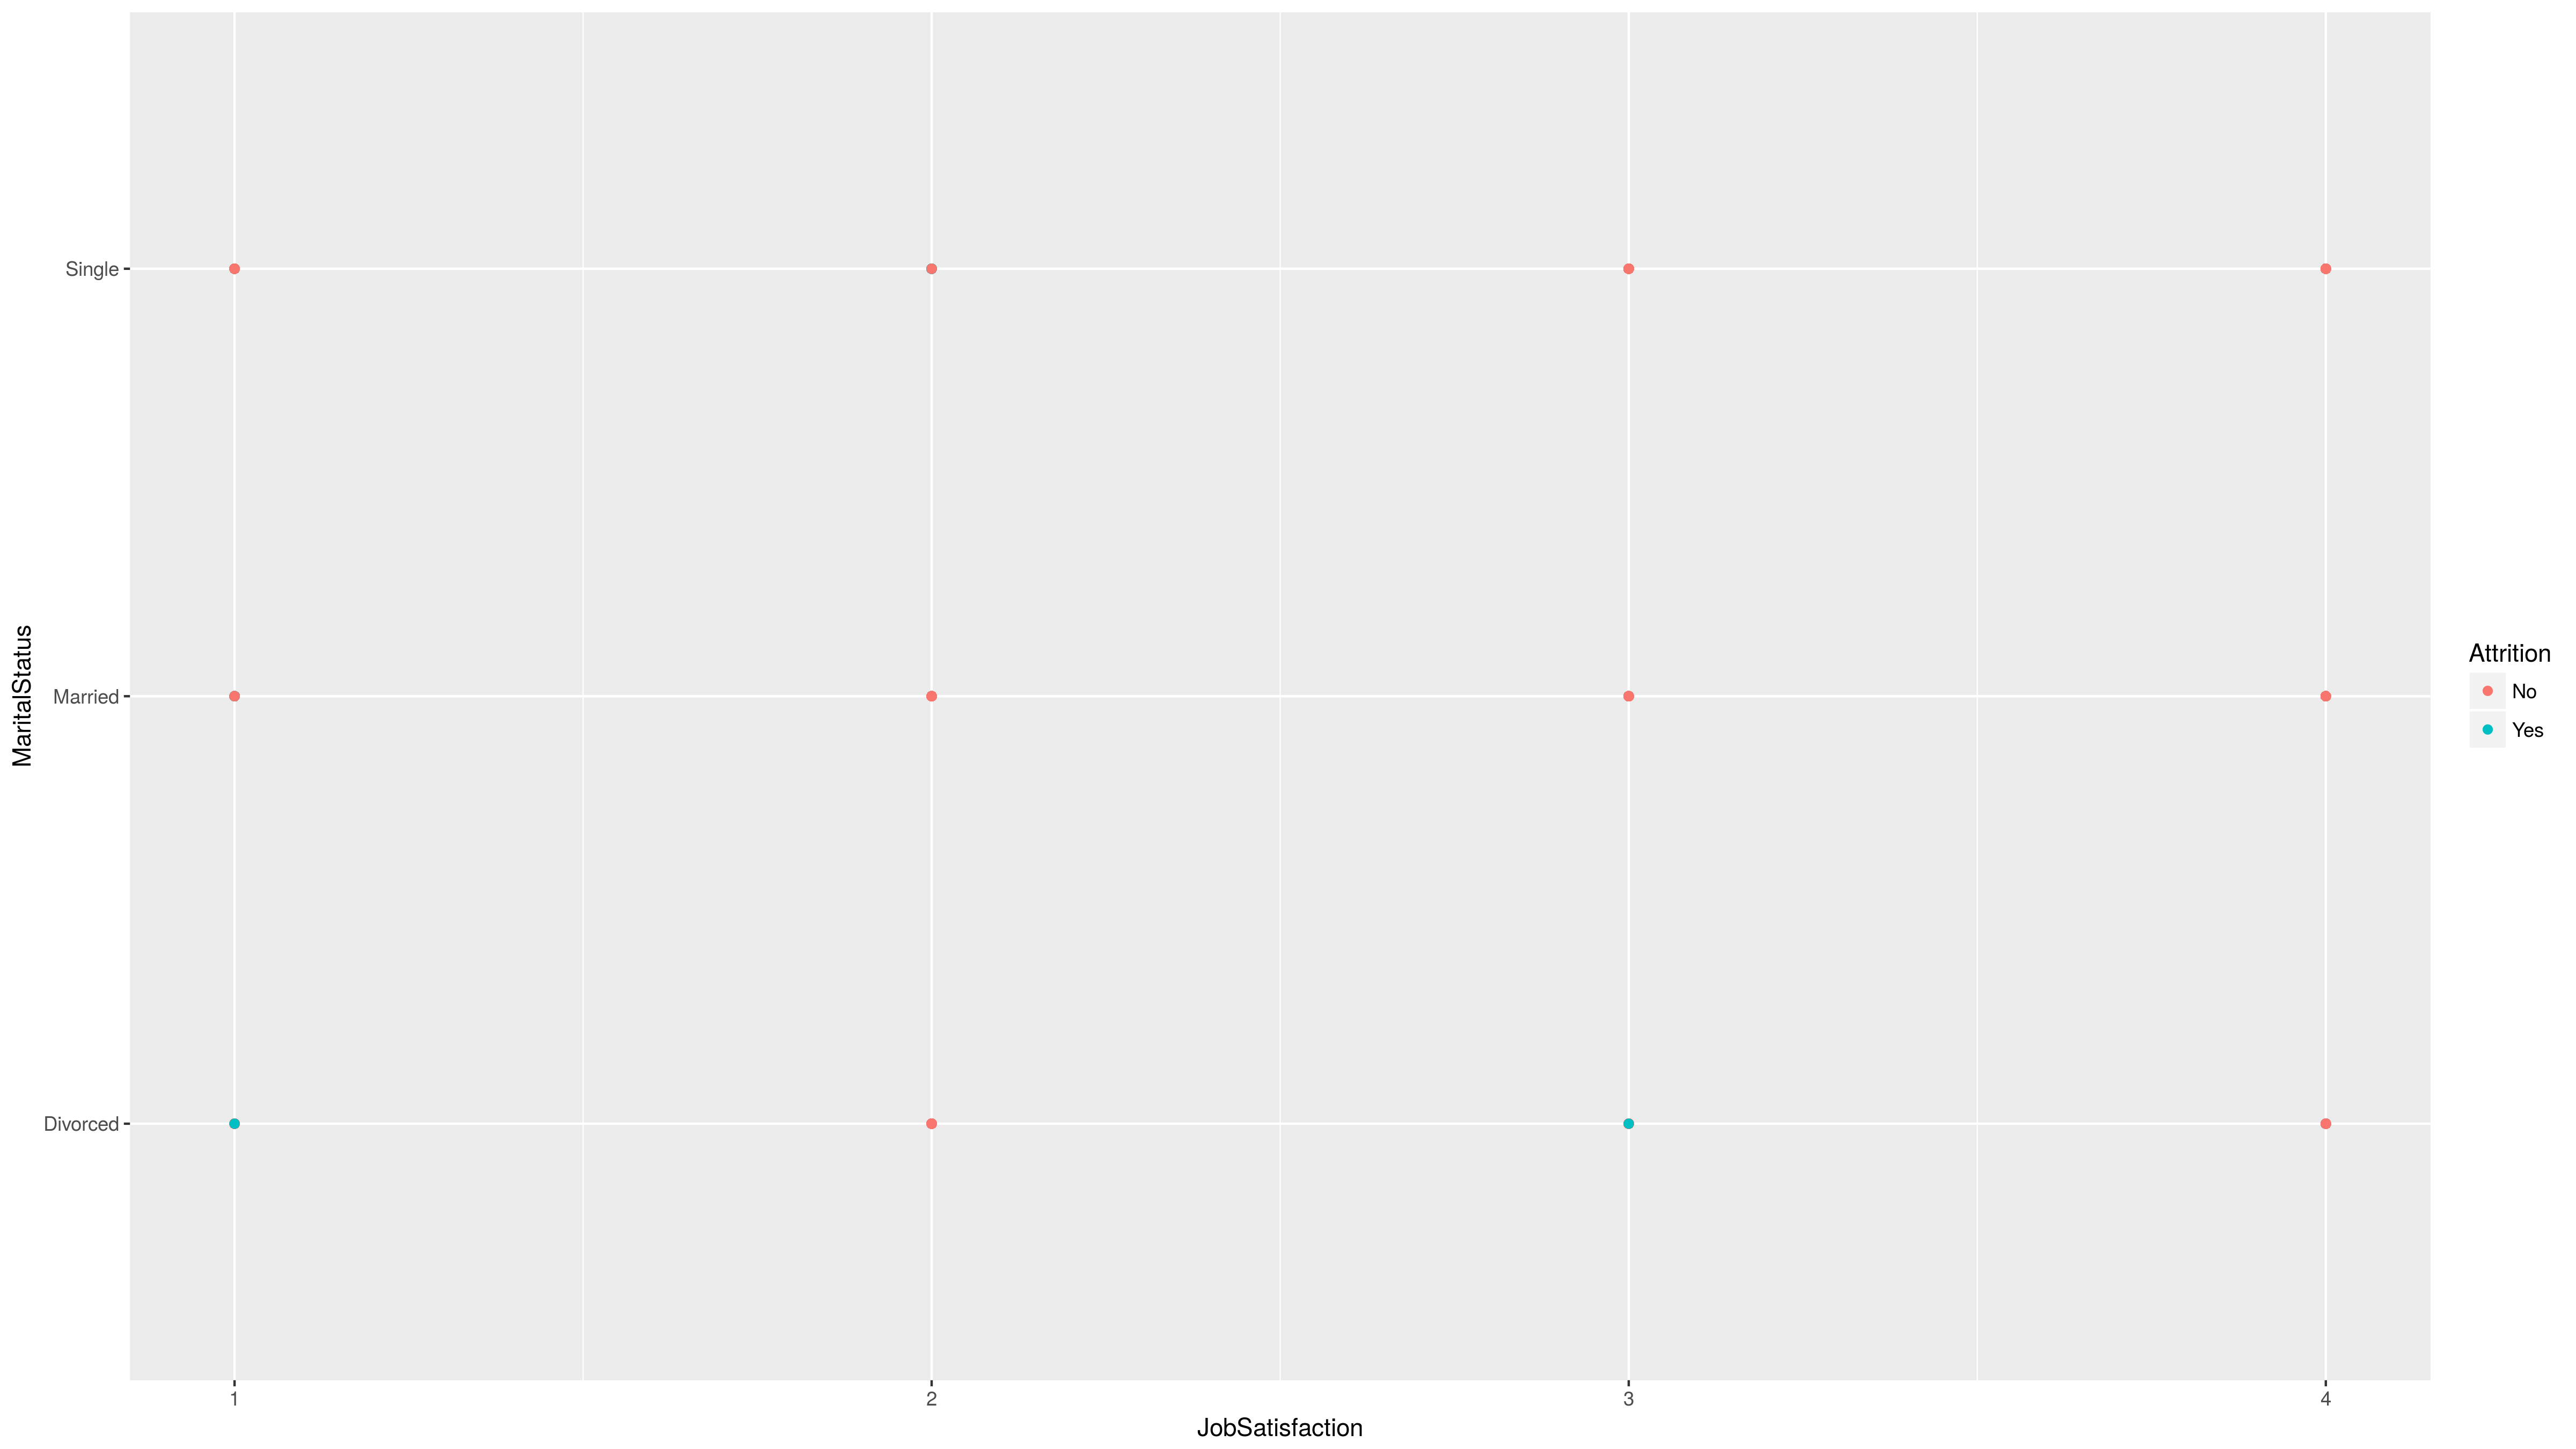 MaritalStatus
Single
Married
Divorced
1 2 3 4
JobSatisfaction
Attrition
No
Yes